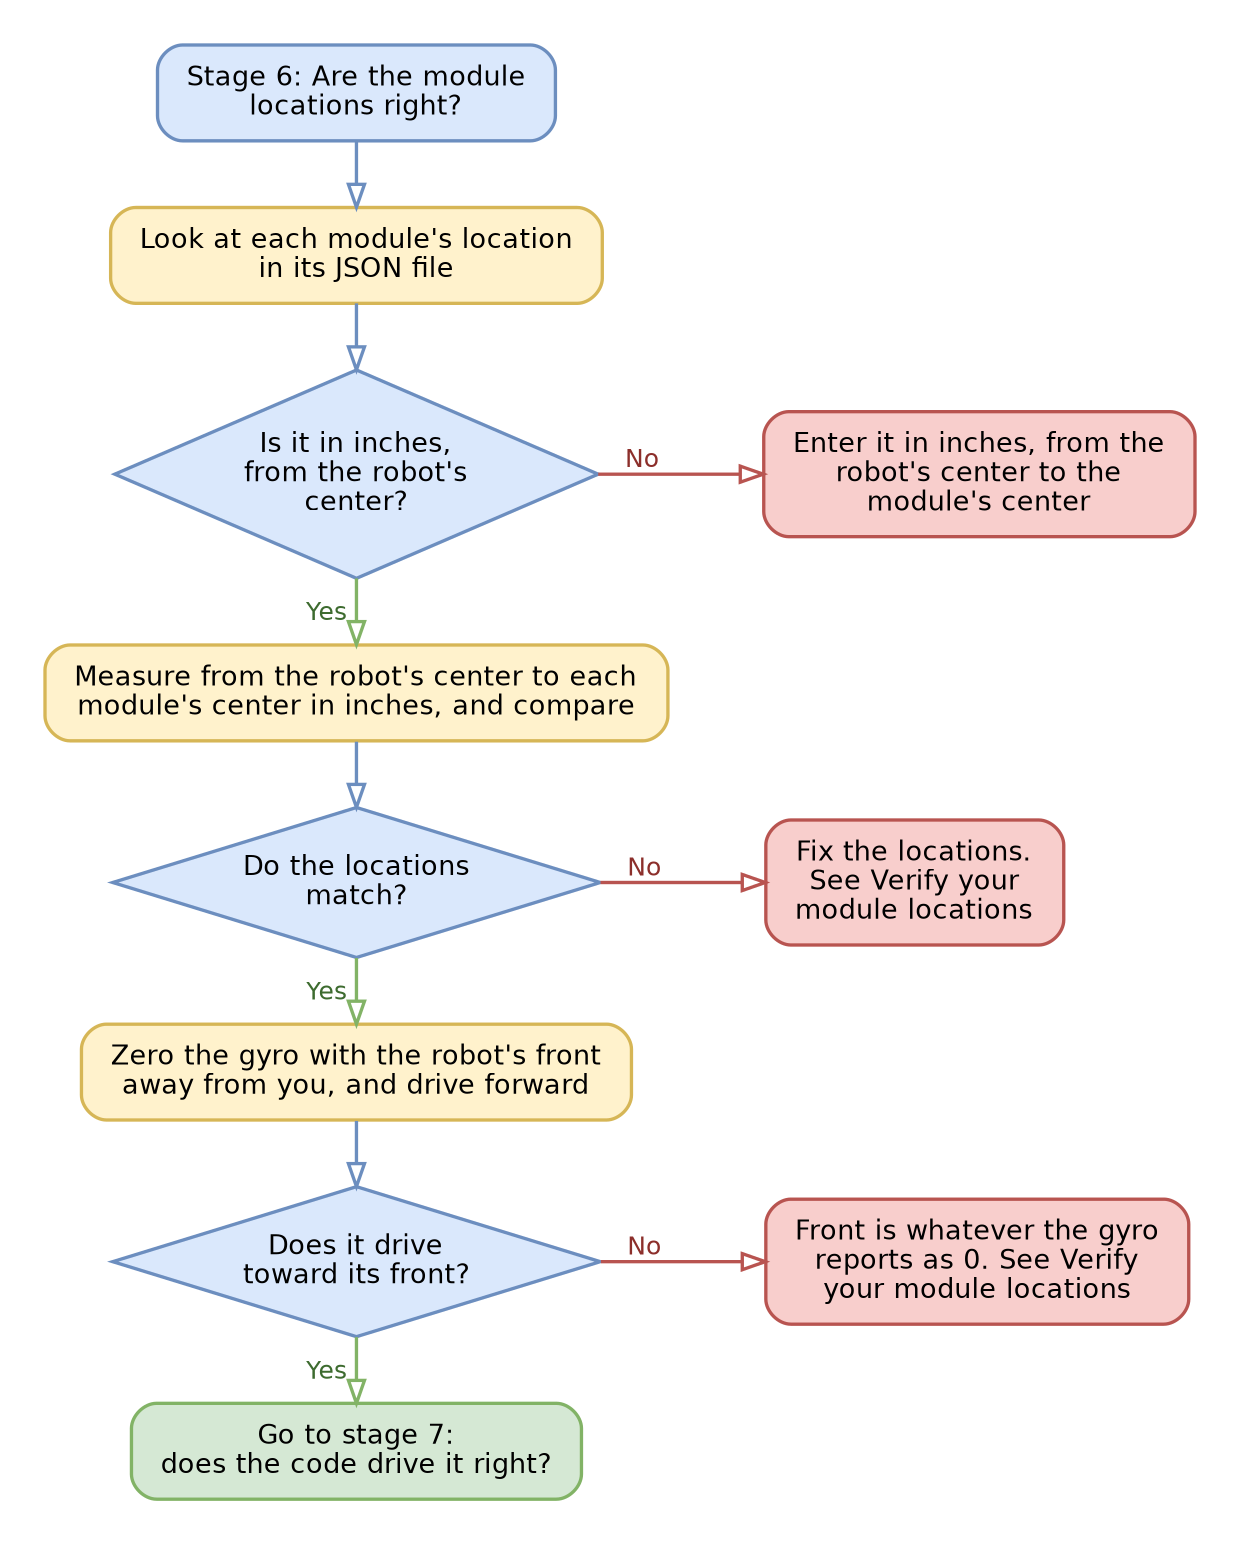 Stage 6: Are the module
locations right?
Look at each module's location
in its JSON file
Is it in inches,
from the robot's
center?
No
Enter it in inches, from the
robot's center to the
module's center
Yes
Measure from the robot's center to each
module's center in inches, and compare
Do the locations
match?
No
Fix the locations.
See Verify your
module locations
Yes
Zero the gyro with the robot's front
away from you, and drive forward
Does it drive
toward its front?
No
Front is whatever the gyro
reports as 0. See Verify
your module locations
Yes
Go to stage 7:
does the code drive it right?